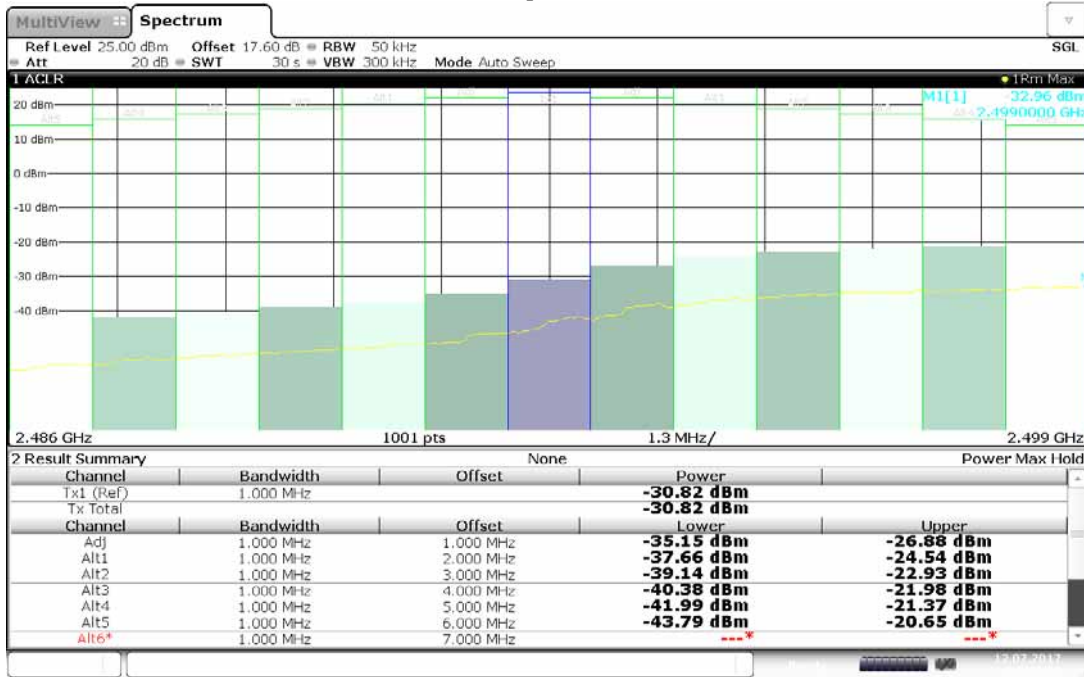 MultiView Spectrum
Ref Level 25.00 dBm Offset 17.60 dB RBW 50 kHz SGL
Att 20 dB SWT 30 s VBW 300 kHz Mode Auto Sweep
1 ACLR 1Rm Max
M1[1] -32.96 dBm
2.4990000 GHz
20 dBm
10 dBm
0 dBm
-10 dBm
-20 dBm
-30 dBm
-40 dBm
2.486 GHz 1001 pts 1.3 MHz/ 2.499 GHz
2 Result Summary None Power Max Hold
Channel Bandwidth Offset Power
Tx1 (Ref) 1.000 MHz -30.82 dBm
Tx Total -30.82 dBm
Channel Bandwidth Offset Lower Upper
Adj 1.000 MHz 1.000 MHz -35.15 dBm -26.88 dBm
Alt1 1.000 MHz 2.000 MHz -37.66 dBm -24.54 dBm
Alt2 1.000 MHz 3.000 MHz -39.14 dBm -22.93 dBm
Alt3 1.000 MHz 4.000 MHz -40.38 dBm -21.98 dBm
Alt4 1.000 MHz 5.000 MHz -41.99 dBm -21.37 dBm
Alt5 1.000 MHz 6.000 MHz -43.79 dBm -20.65 dBm
Alt6* 1.000 MHz 7.000 MHz ---* ---*
12.07.2017